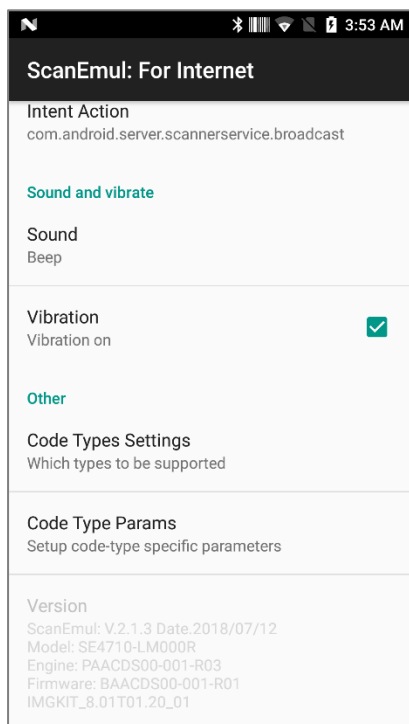 3:53 AM
ScanEmul: For Internet
Intent Action
com.android.server.scannerservice.broadcast
Sound and vibrate
Sound
Beep
Vibration
Vibration on
Other
Code Types Settings
Which types to be supported
Code Type Params
Setup code-type specific parameters
Version
ScanEmul: V.2.1.3 Date.2018/07/12
Model: SE4710-LM000R
Engine: PAACDS00-001-R03
Firmware: BAACDS00-001-R01
IMGKIT_8.01T01.20_01